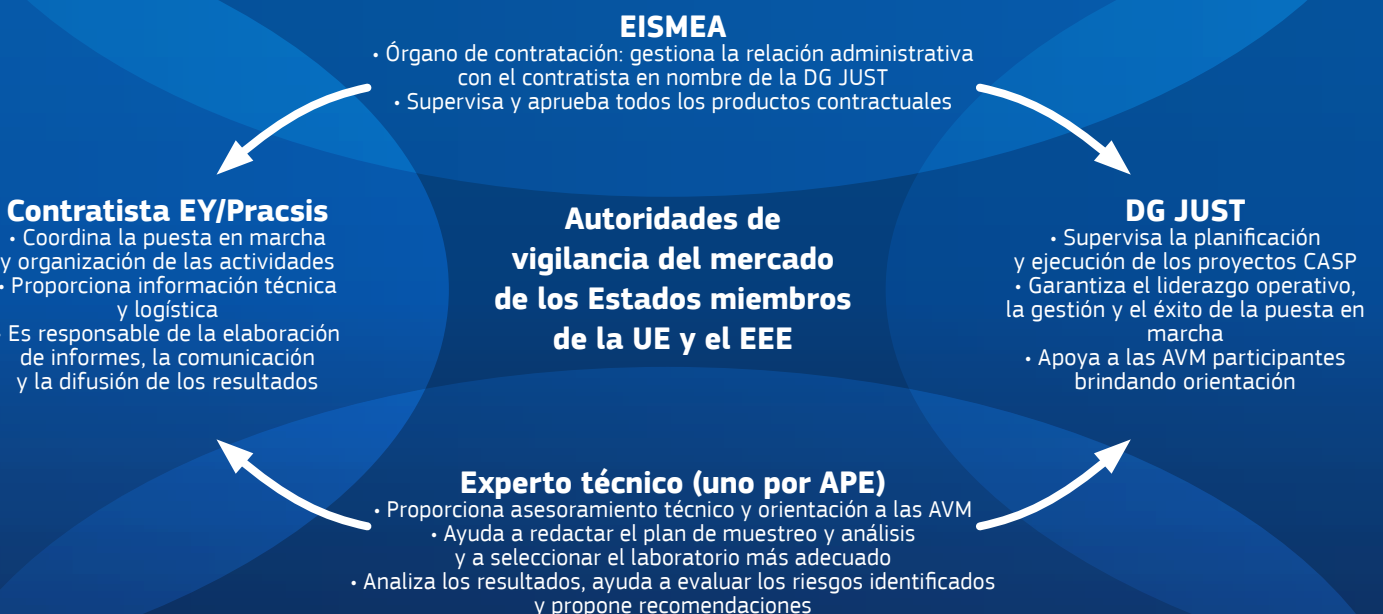 EISMEA
• Órgano de contratación: gestiona la relación administrativa
con el contratista en nombre de la DG JUST
• Supervisa y aprueba todos los productos contractuales
Contratista EY/Pracsis
• Coordina la puesta en marcha
y organización de las actividades
• Proporciona información técnica
y logística
• Es responsable de la elaboración
de informes, la comunicación
y la difusión de los resultados
Autoridades de
vigilancia del mercado
de los Estados miembros
de la UE y el EEE
DG JUST
• Supervisa la planificación
y ejecución de los proyectos CASP
• Garantiza el liderazgo operativo,
la gestión y el éxito de la puesta en
marcha
• Apoya a las AVM participantes
brindando orientación
Experto técnico (uno por APE)
• Proporciona asesoramiento técnico y orientación a las AVM
• Ayuda a redactar el plan de muestreo y análisis
y a seleccionar el laboratorio más adecuado
• Analiza los resultados, ayuda a evaluar los riesgos identificados
y propone recomendaciones